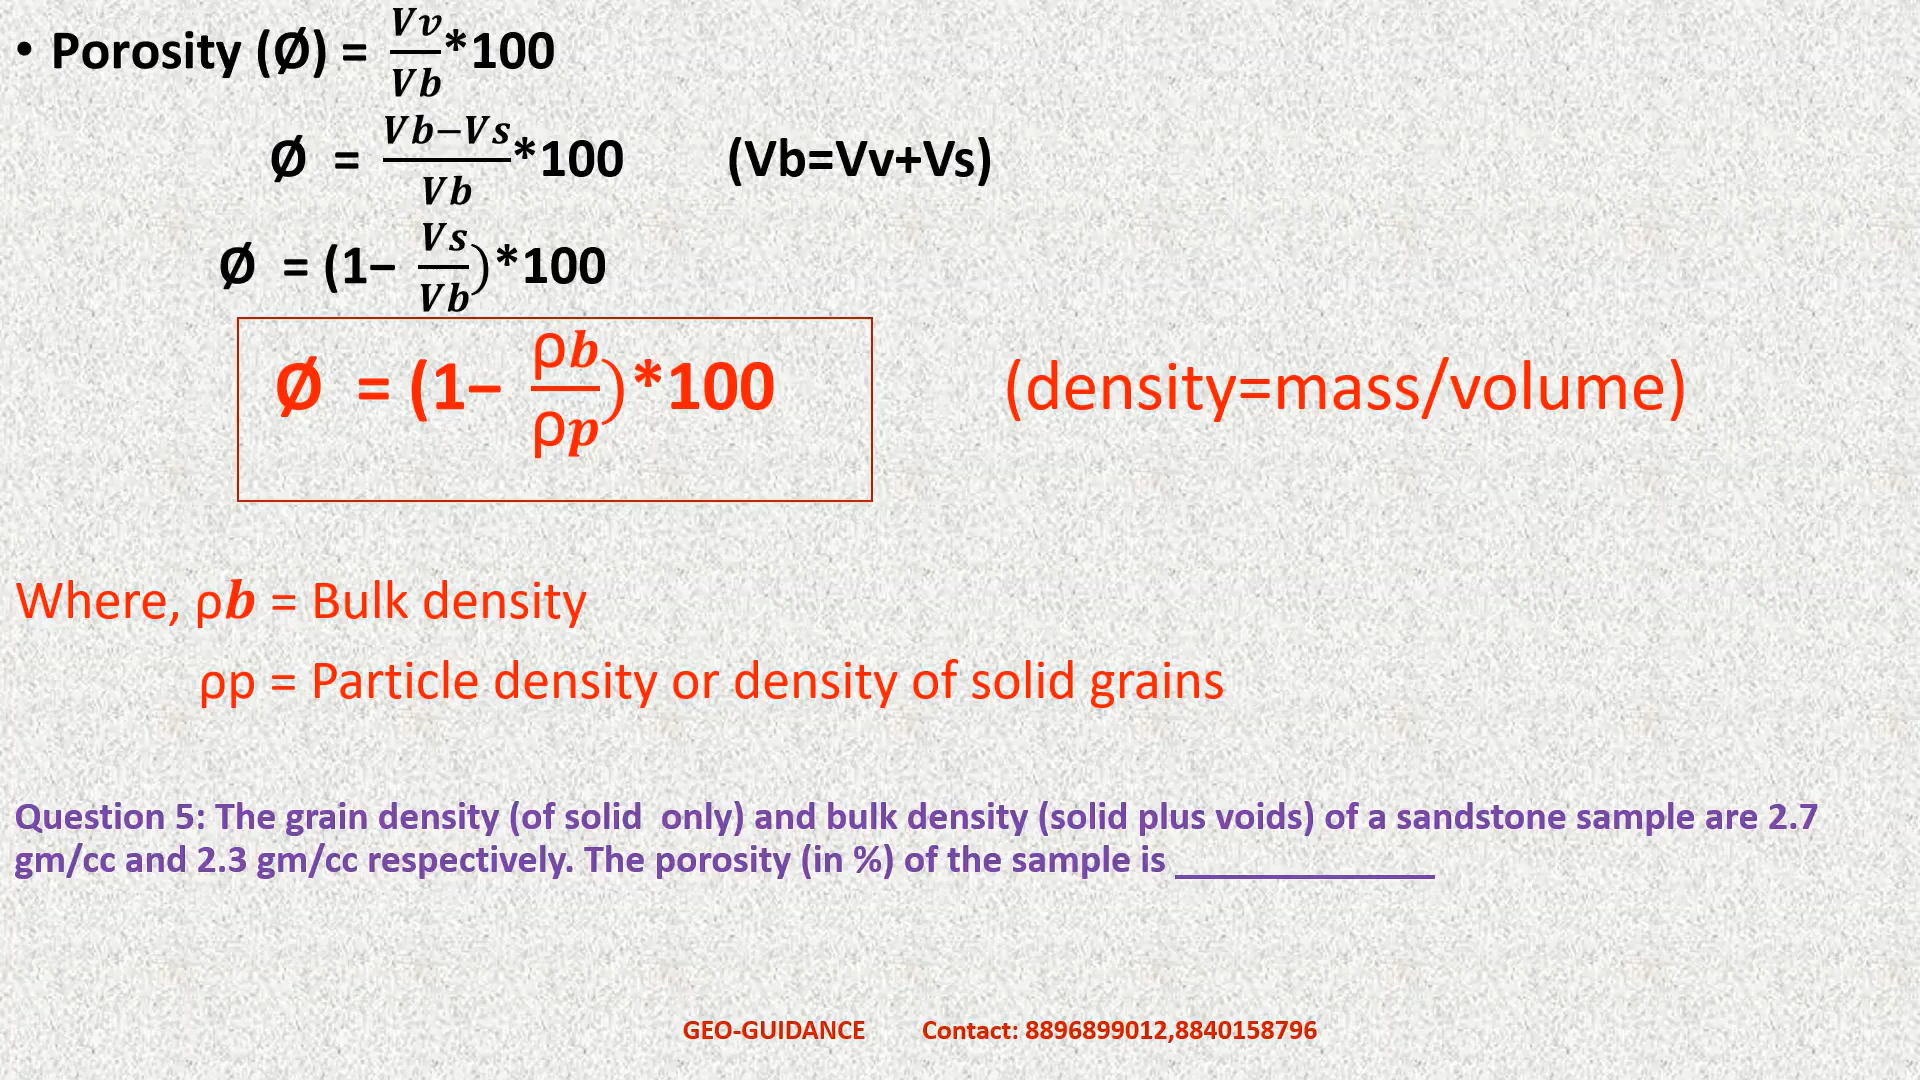 • Porosity (Ø) = Vv/Vb*100
Ø = Vb−Vs/Vb*100 (Vb=Vv+Vs)
Ø = (1− Vs/Vb)*100
Ø = (1− ρb/ρp)*100 (density=mass/volume)
Where, ρb = Bulk density
ρp = Particle density or density of solid grains
Question 5: The grain density (of solid only) and bulk density (solid plus voids) of a sandstone sample are 2.7
gm/cc and 2.3 gm/cc respectively. The porosity (in %) of the sample is ______________
GEO-GUIDANCE Contact: 8896899012,8840158796